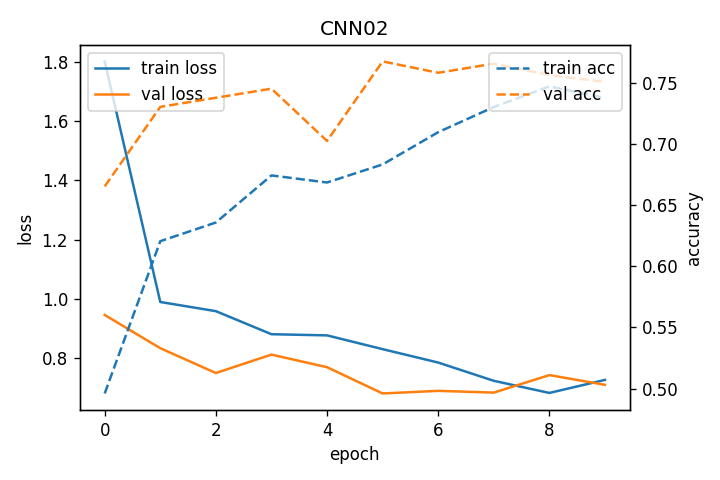 CNN02
train loss
val loss
train acc
val acc
1.8
1.6
1.4
1.2
1.0
0.8
loss
0.75
0.70
0.65
0.60
0.55
0.50
accuracy
0 2 4 6 8
epoch